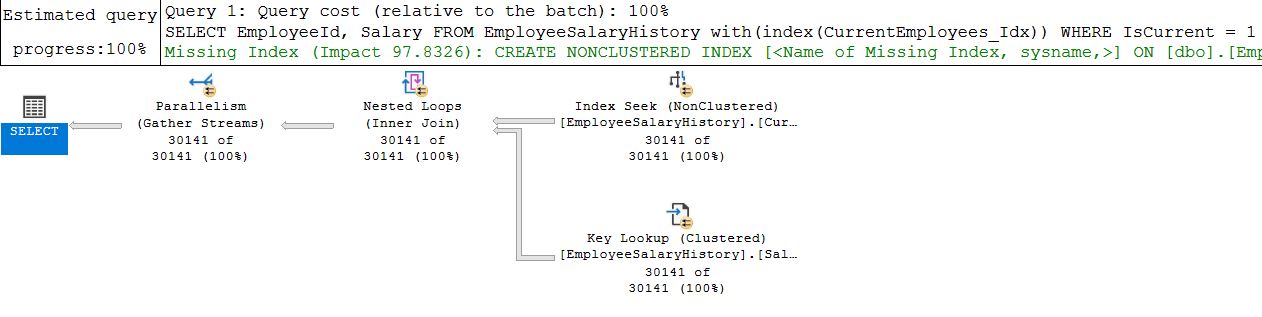 Estimated query
progress:100%
Query 1: Query cost (relative to the batch): 100%
SELECT EmployeeId, Salary FROM EmployeeSalaryHistory with(index(CurrentEmployees_Idx)) WHERE IsCurrent = 1
Missing Index (Impact 97.8326): CREATE NONCLUSTERED INDEX [<Name of Missing Index, sysname,>] ON [dbo].[Emp
SELECT
Parallelism
(Gather Streams)
30141 of
30141 (100%)
Nested Loops
(Inner Join)
30141 of
30141 (100%)
Index Seek (NonClustered)
[EmployeeSalaryHistory].[Cur…
30141 of
30141 (100%)
Key Lookup (Clustered)
[EmployeeSalaryHistory].[Sal…
30141 of
30141 (100%)